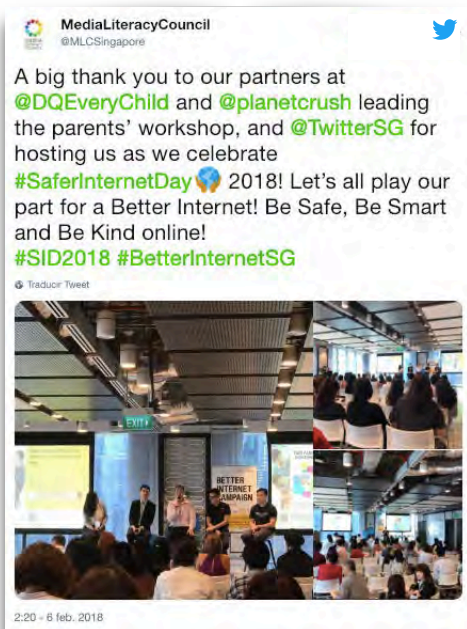 MediaLiteracyCouncil
@MLCSingapore
A big thank you to our partners at
@DQEveryChild and @planetcrush leading
the parents' workshop, and @TwitterSG for
hosting us as we celebrate
#SaferInternetDay 2018! Let's all play our
part for a Better Internet! Be Safe, Be Smart
and Be Kind online!
#SID2018 #BetterInternetSG
Traducir Tweet
EXIT
BETTER
INTERNET
CAMPAIGN
2:20 - 6 feb. 2018